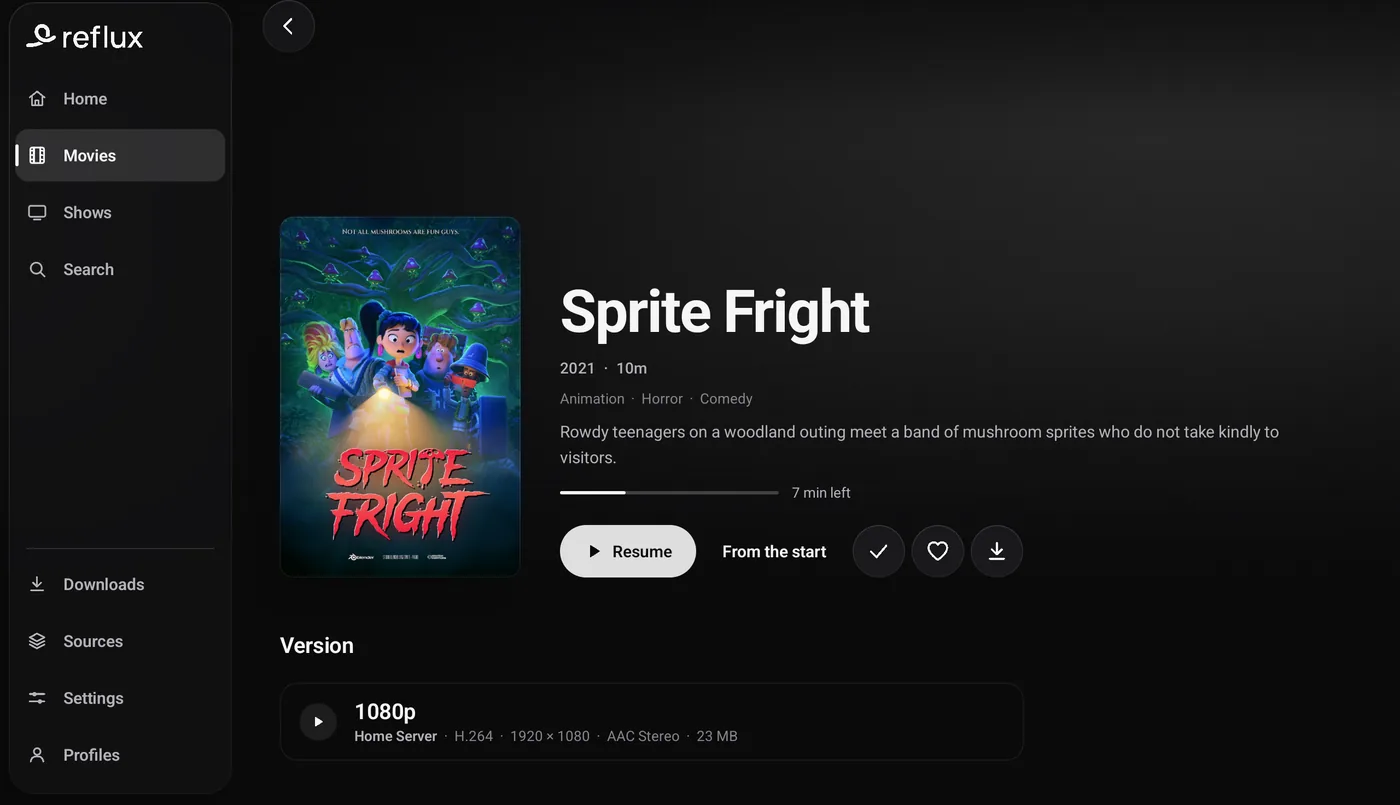 reflux
Home
Movies
Shows
Search
Downloads
Sources
Settings
Profiles
NOT ALL MUSHROOMS ARE FUN GUYS.
SPRITE
FRIGHT
blender
Sprite Fright
2021 · 10m
Animation · Horror · Comedy
Rowdy teenagers on a woodland outing meet a band of mushroom sprites who do not take kindly to
visitors.
7 min left
Resume
From the start
Version
1080p
Home Server · H.264 · 1920 × 1080 · AAC Stereo · 23 MB